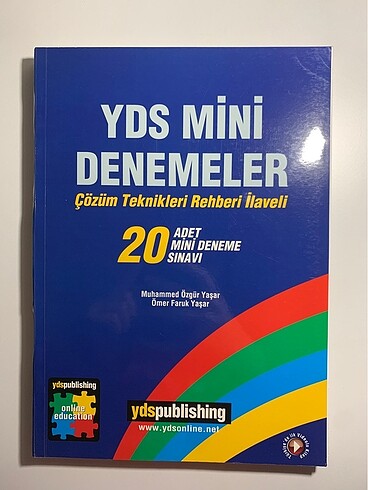 YDS MİNİ
DENEMELER
Çözüm Teknikleri Rehberi İlaveli
20 ADET
MİNİ DENEME
SINAVI
Muhammed Özgür Yaşar
Ömer Faruk Yaşar
ydspublishing
online
education
ydspublishing
www.ydsonline.net